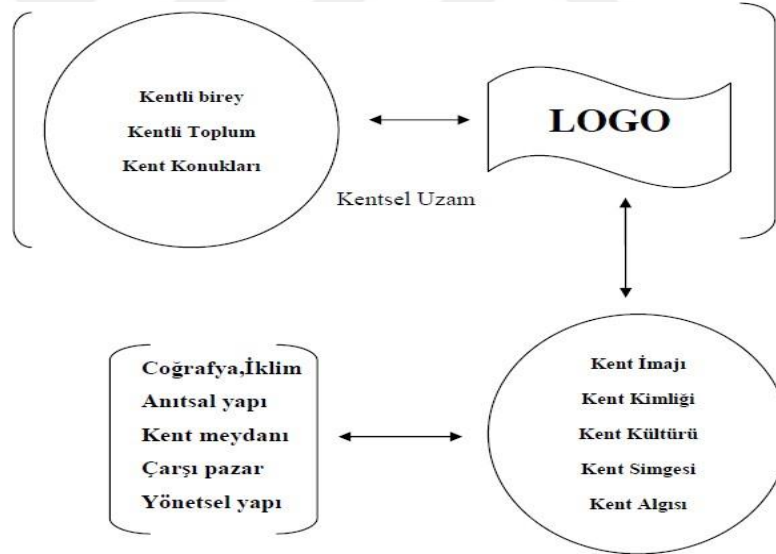 Kentli birey
Kentli Toplum
Kent Konukları
LOGO
Kentsel Uzam
Coğrafya,İklim
Anıtsal yapı
Kent meydanı
Çarşı pazar
Yönetsel yapı
Kent İmajı
Kent Kimliği
Kent Kültürü
Kent Simgesi
Kent Algısı